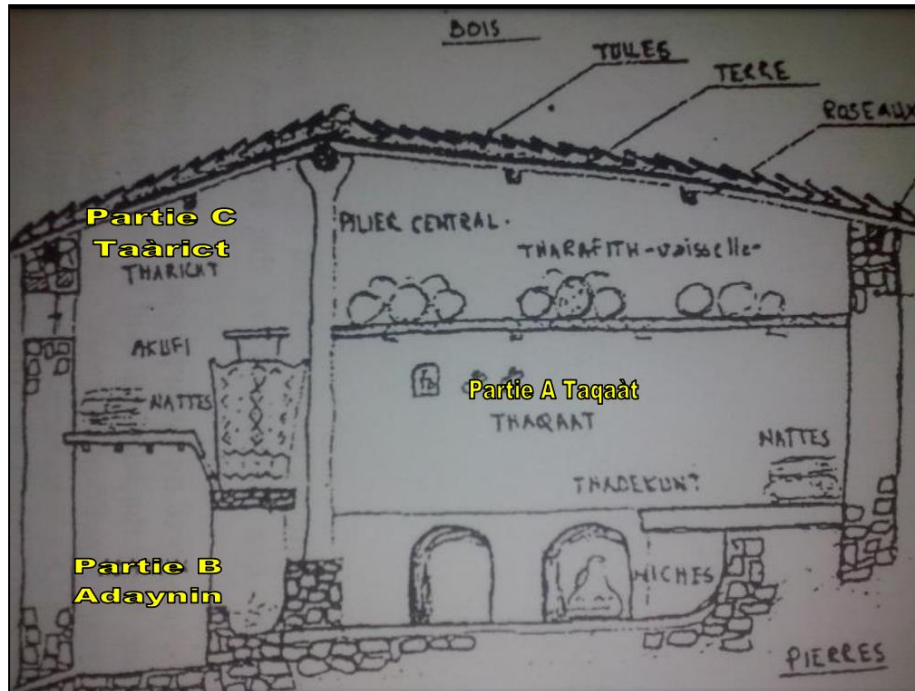 BOIS
TUILES
TERRE
ROSEAUX
Partie C
Taàrict
THARICHT
PILIER CENTRAL.
THARAFITH-vaisselle-
AKUFI
NATTES
Partie A Taqaàt
THAQAAT
NATTES
THADEKUNT
Partie B
Adaynin
NICHES
PIERRES